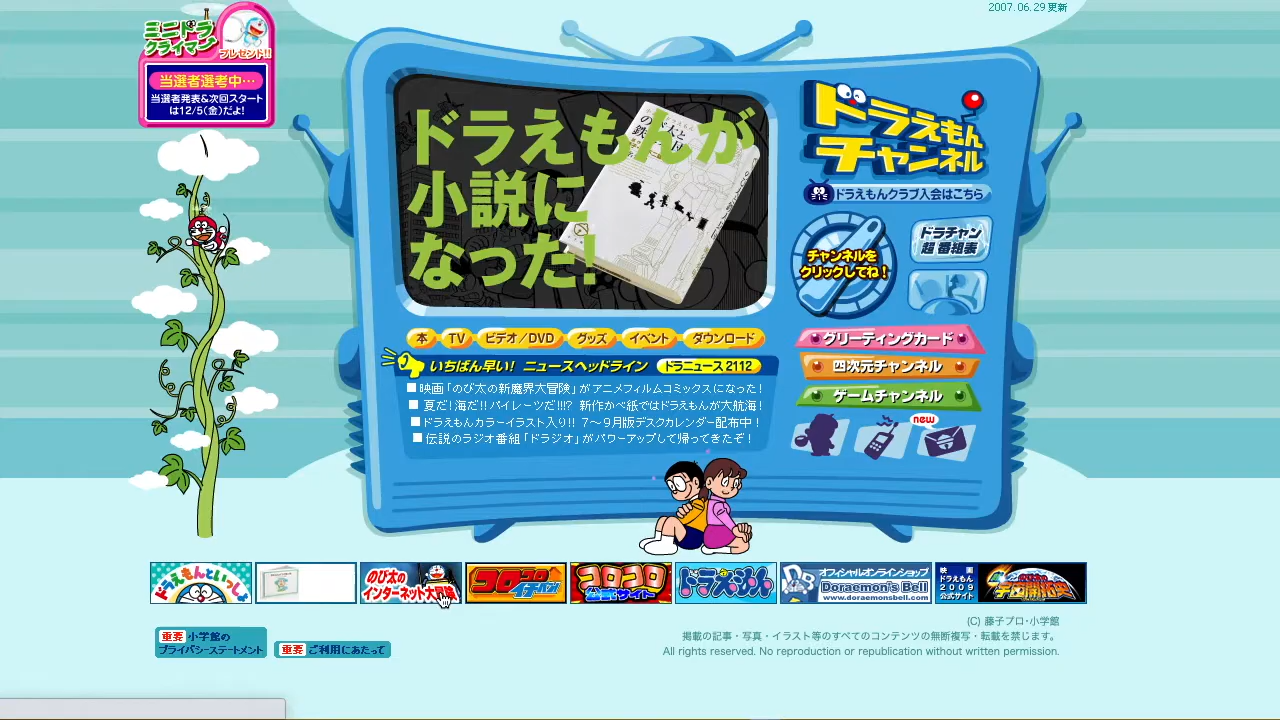 2007.06.29更新
ミニドラ
クライマー
プレゼント!!
当選者選考中…
当選者発表&次回スタート
は12/5(金)だよ!
ドラえもんが
小説に
なった!
ドラえもん
チャンネル
ドラえもんクラブ入会はこちら
チャンネルを
クリックしてね!
ドラチャン
超 番組表
本
TV
ビデオ/DVD
グッズ
イベント
ダウンロード
グリーティングカード
四次元チャンネル
ゲームチャンネル
new
いちばん早い! ニュースヘッドライン
ドラニュース2112
■映画「のび太の新魔界大冒険」がアニメフィルムコミックスになった!
■ 夏だ!海だ!!パイレーツだ!!!? 新作かべ紙ではドラえもんが大航海!
■ドラえもんカラーイラスト入り!! 7~9月版デスクカレンダー配布中!
■伝説のラジオ番組「ドラジオ」がパワーアップして帰ってきたぞ!
ドラえもんといっしょ
のび太の
インターネット大冒険
コロコロ
イチバン!
コロコロ
公式サイト
ドラえもん
オフィシャルオンラインショップ
Doraemon's Bell
www.doraemonsbell.com
映画
ドラえもん
2009
公式サイト
宇宙開拓史
重要 小学館の
プライバシーステートメント
重要 ご利用にあたって
(C) 藤子プロ・小学館
掲載の記事・写真・イラスト等のすべてのコンテンツの無断複写・転載を禁じます。
All rights reserved. No reproduction or republication without written permission.